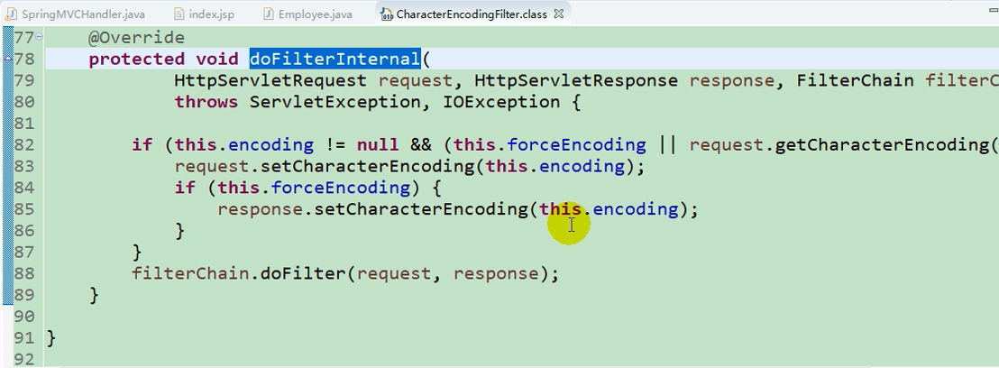 SpringMVCHandler.java index.jsp Employee.java CharacterEncodingFilter.class
77 @Override
78 protected void doFilterInternal(
79 HttpServletRequest request, HttpServletResponse response, FilterChain filterC
80 throws ServletException, IOException {
81
82 if (this.encoding != null && (this.forceEncoding || request.getCharacterEncoding(
83 request.setCharacterEncoding(this.encoding);
84 if (this.forceEncoding) {
85 response.setCharacterEncoding(this.encoding);
86 }
87 }
88 filterChain.doFilter(request, response);
89 }
90
91 }
92